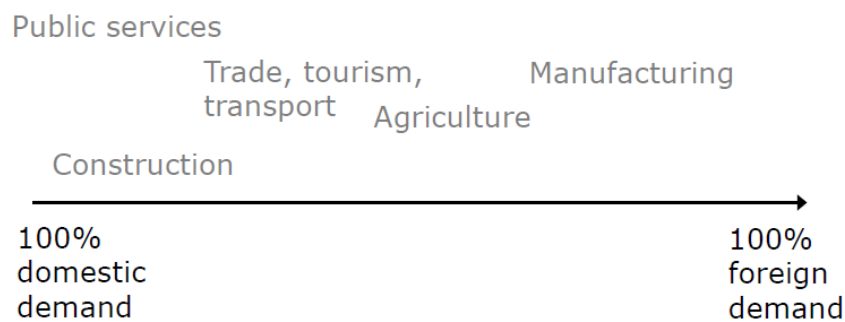 Public services
Trade, tourism,
transport
Manufacturing
Agriculture
Construction
100%
domestic
demand
100%
foreign
demand